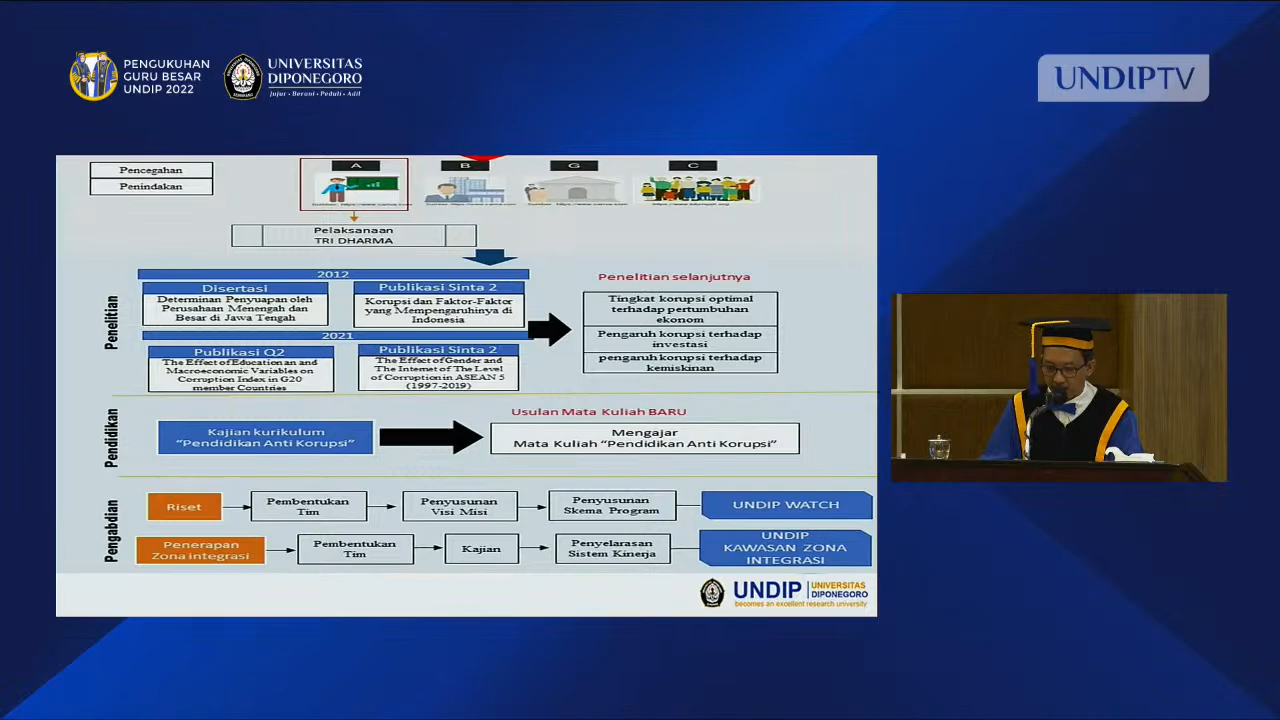 PENGUKUHAN
GURU BESAR
UNDIP 2022
UNIVERSITAS
DIPONEGORO
Jujur • Berani • Peduli • Adil
UNDIPTV
Pencegahan
Penindakan
A
B
G
C
Pelaksanaan
TRI DHARMA
Penelitian
2012
Disertasi
Determinan Penyuapan oleh
Perusahaan Menengah dan
Besar di Jawa Tengah
Publikasi Sinta 2
Korupsi dan Faktor-Faktor
yang Mempengaruhinya di
Indonesia
2021
Publikasi Q2
The Effect of Education an and
Macroeconomic Variables on
Corruption Index in G20
member Countries
Publikasi Sinta 2
The Effect of Gender and
The Internet of The Level
of Corruption in ASEAN 5
(1997-2019)
Penelitian selanjutnya
Tingkat korupsi optimal
terhadap pertumbuhan
ekonom
Pengaruh korupsi terhadap
investasi
pengaruh korupsi terhadap
kemiskinan
Pendidikan
Kajian kurikulum
“Pendidikan Anti Korupsi”
Usulan Mata Kuliah BARU
Mengajar
Mata Kuliah “Pendidikan Anti Korupsi”
Pengabdian
Riset
Pembentukan
Tim
Penyusunan
Visi Misi
Penyusunan
Skema Program
UNDIP WATCH
Penerapan
Zona integrasi
Pembentukan
Tim
Kajian
Penyelarasan
Sistem Kinerja
UNDIP
KAWASAN ZONA
INTEGRASI
UNDIP
UNIVERSITAS
DIPONEGORO
becomes an excellent research university